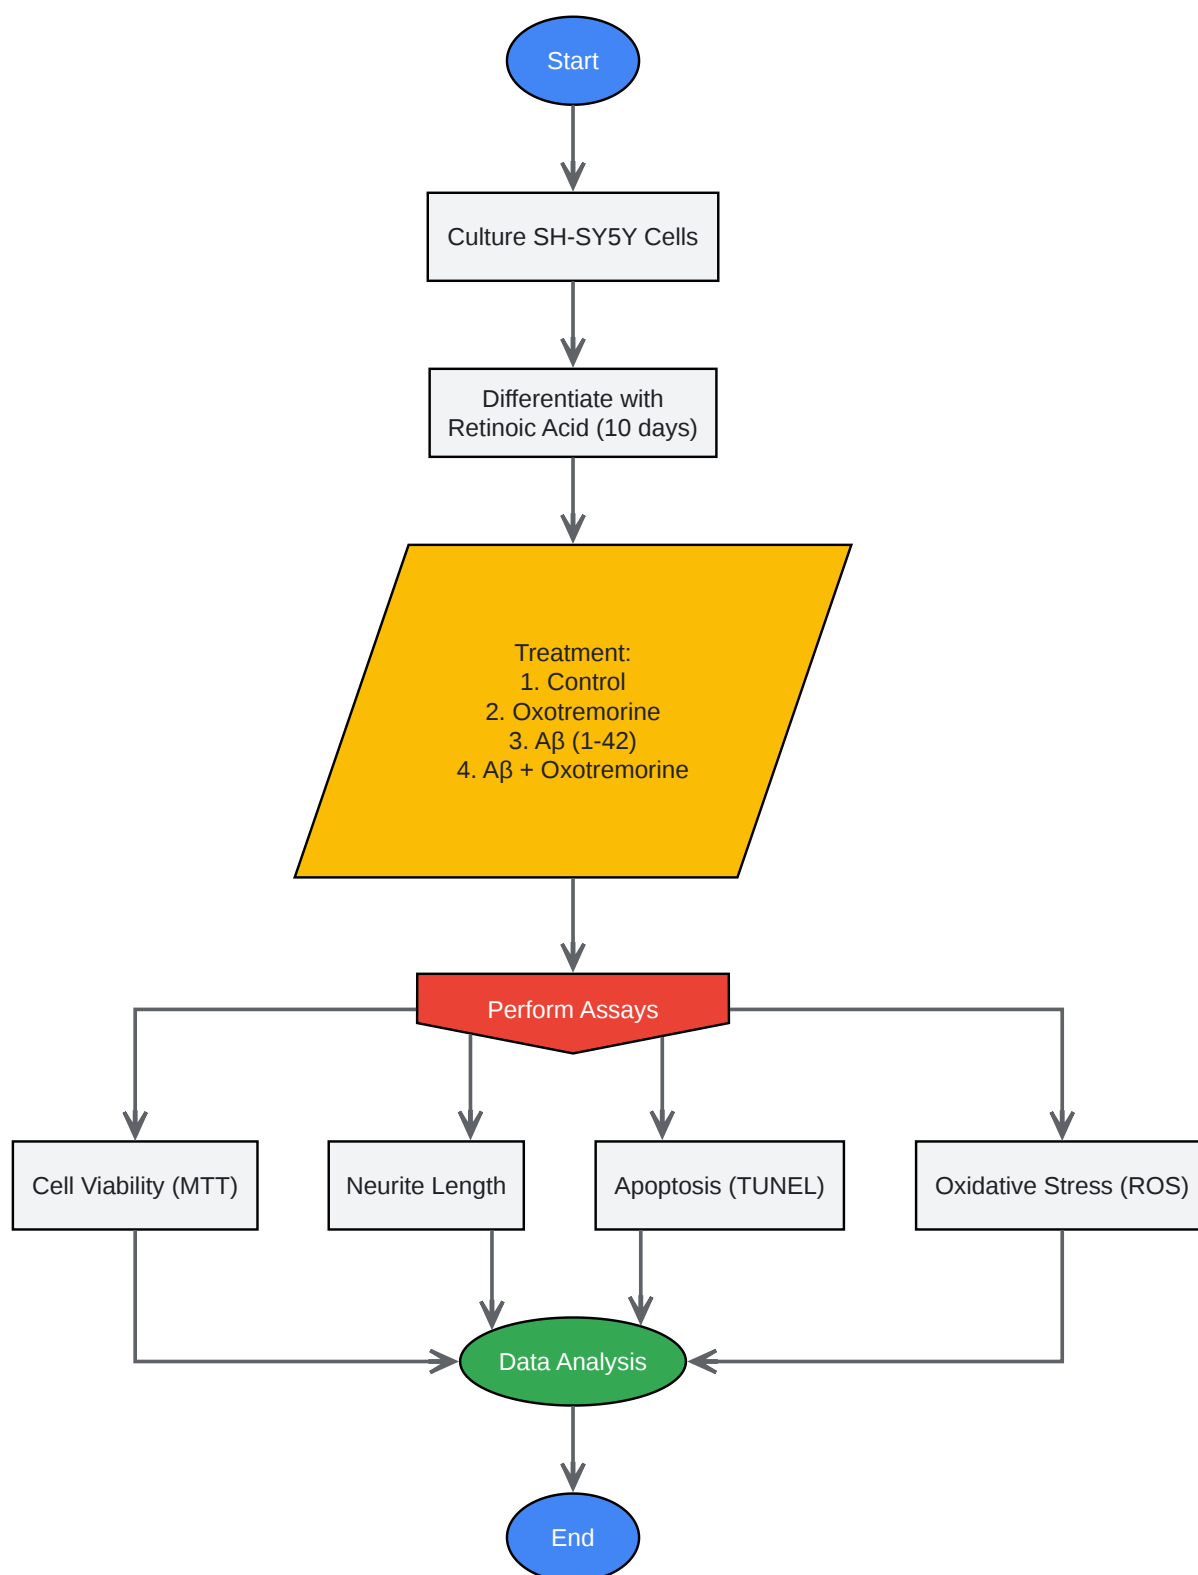 Start
Culture SH-SY5Y Cells
Differentiate with
Retinoic Acid (10 days)
Treatment:
1. Control
2. Oxotremorine
3. Aβ (1-42)
4. Aβ + Oxotremorine
Perform Assays
Cell Viability (MTT)
Neurite Length
Apoptosis (TUNEL)
Oxidative Stress (ROS)
Data Analysis
End